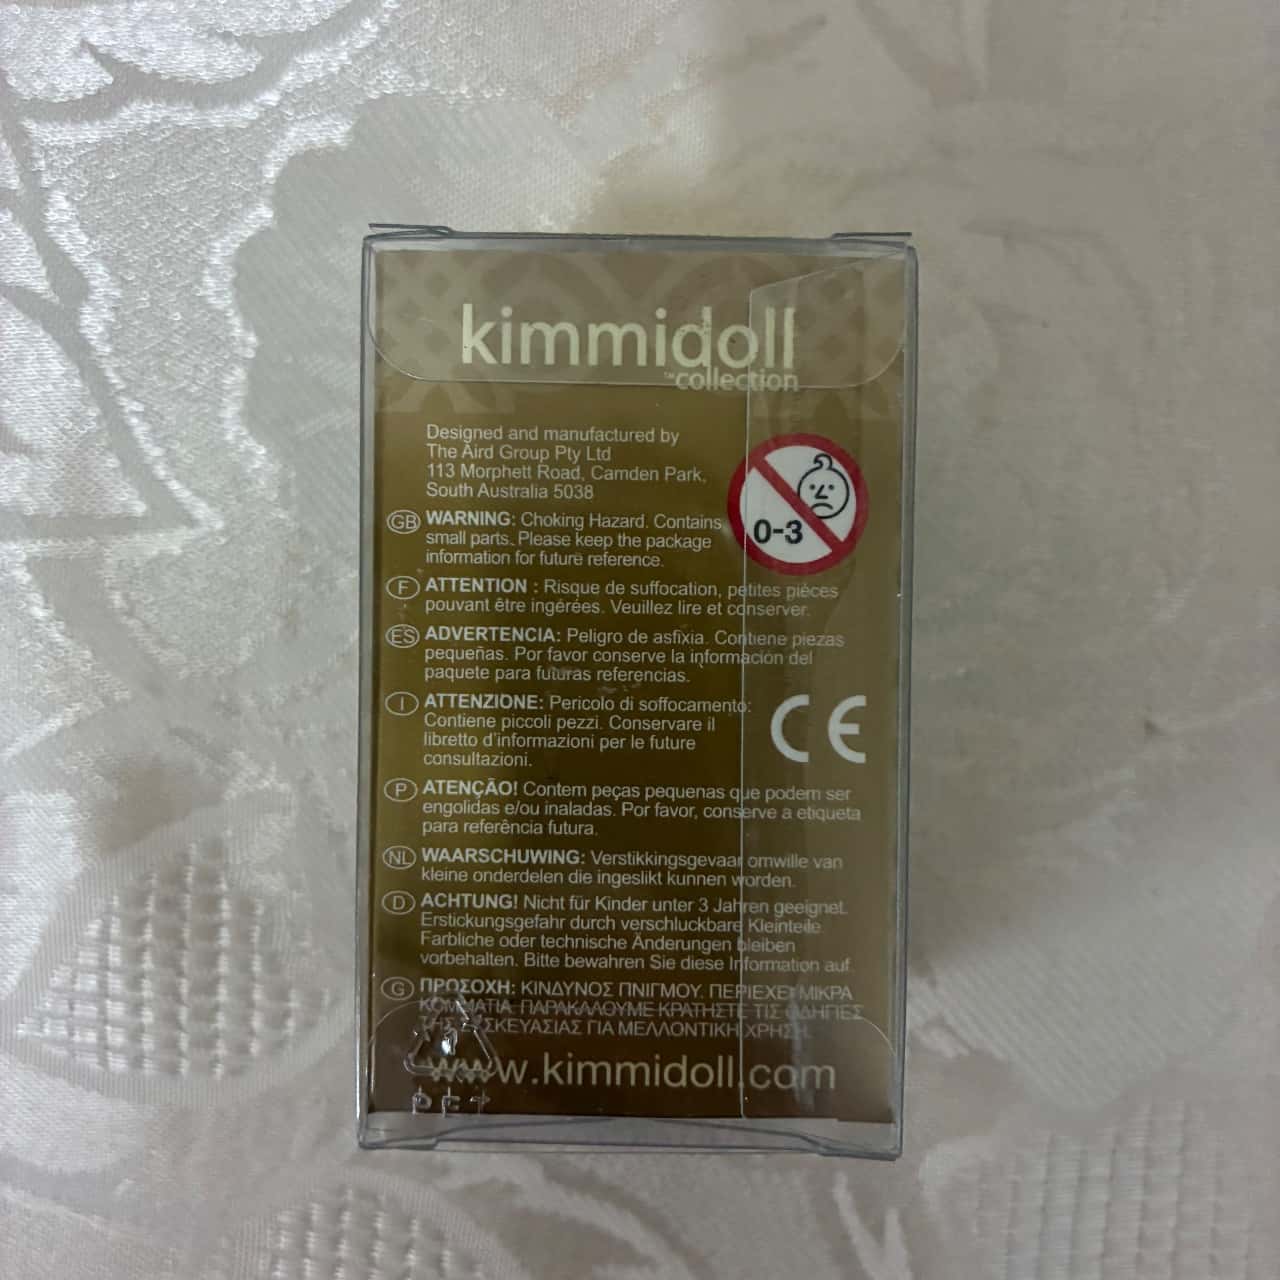 kimmidoll
™collection
Designed and manufactured by
The Aird Group Pty Ltd
113 Morphett Road, Camden Park,
South Australia 5038
0-3
GB WARNING: Choking Hazard. Contains
small parts. Please keep the package
information for future reference.
F ATTENTION : Risque de suffocation, petites pièces
pouvant être ingérées. Veuillez lire et conserver.
ES ADVERTENCIA: Peligro de asfixia. Contiene piezas
pequeñas. Por favor conserve la información del
paquete para futuras referencias.
I ATTENZIONE: Pericolo di soffocamento:
Contiene piccoli pezzi. Conservare il
libretto d'informazioni per le future
consultazioni.
CE
P ATENÇÃO! Contem peças pequenas que podem ser
engolidas e/ou inaladas. Por favor, conserve a etiqueta
para referência futura.
NL WAARSCHUWING: Verstikkingsgevaar omwille van
kleine onderdelen die ingeslikt kunnen worden.
D ACHTUNG! Nicht für Kinder unter 3 Jahren geeignet.
Erstickungsgefahr durch verschluckbare Kleinteile.
Farbliche oder technische Änderungen bleiben
vorbehalten. Bitte bewahren Sie diese Information auf.
G ΠΡΟΣΟΧΗ: ΚΙΝΔΥΝΟΣ ΠΝΙΓΜΟΥ. ΠΕΡΙΕΧΕΙ ΜΙΚΡΑ
ΚΟΜΜΑΤΙΑ. ΠΑΡΑΚΑΛΟΥΜΕ ΚΡΑΤΗΣΤΕ ΤΙΣ ΟΔΗΓΙΕΣ
ΤΗΣ ΣΥΣΚΕΥΑΣΙΑΣ ΓΙΑ ΜΕΛΛΟΝΤΙΚΗ ΧΡΗΣΗ.
www.kimmidoll.com